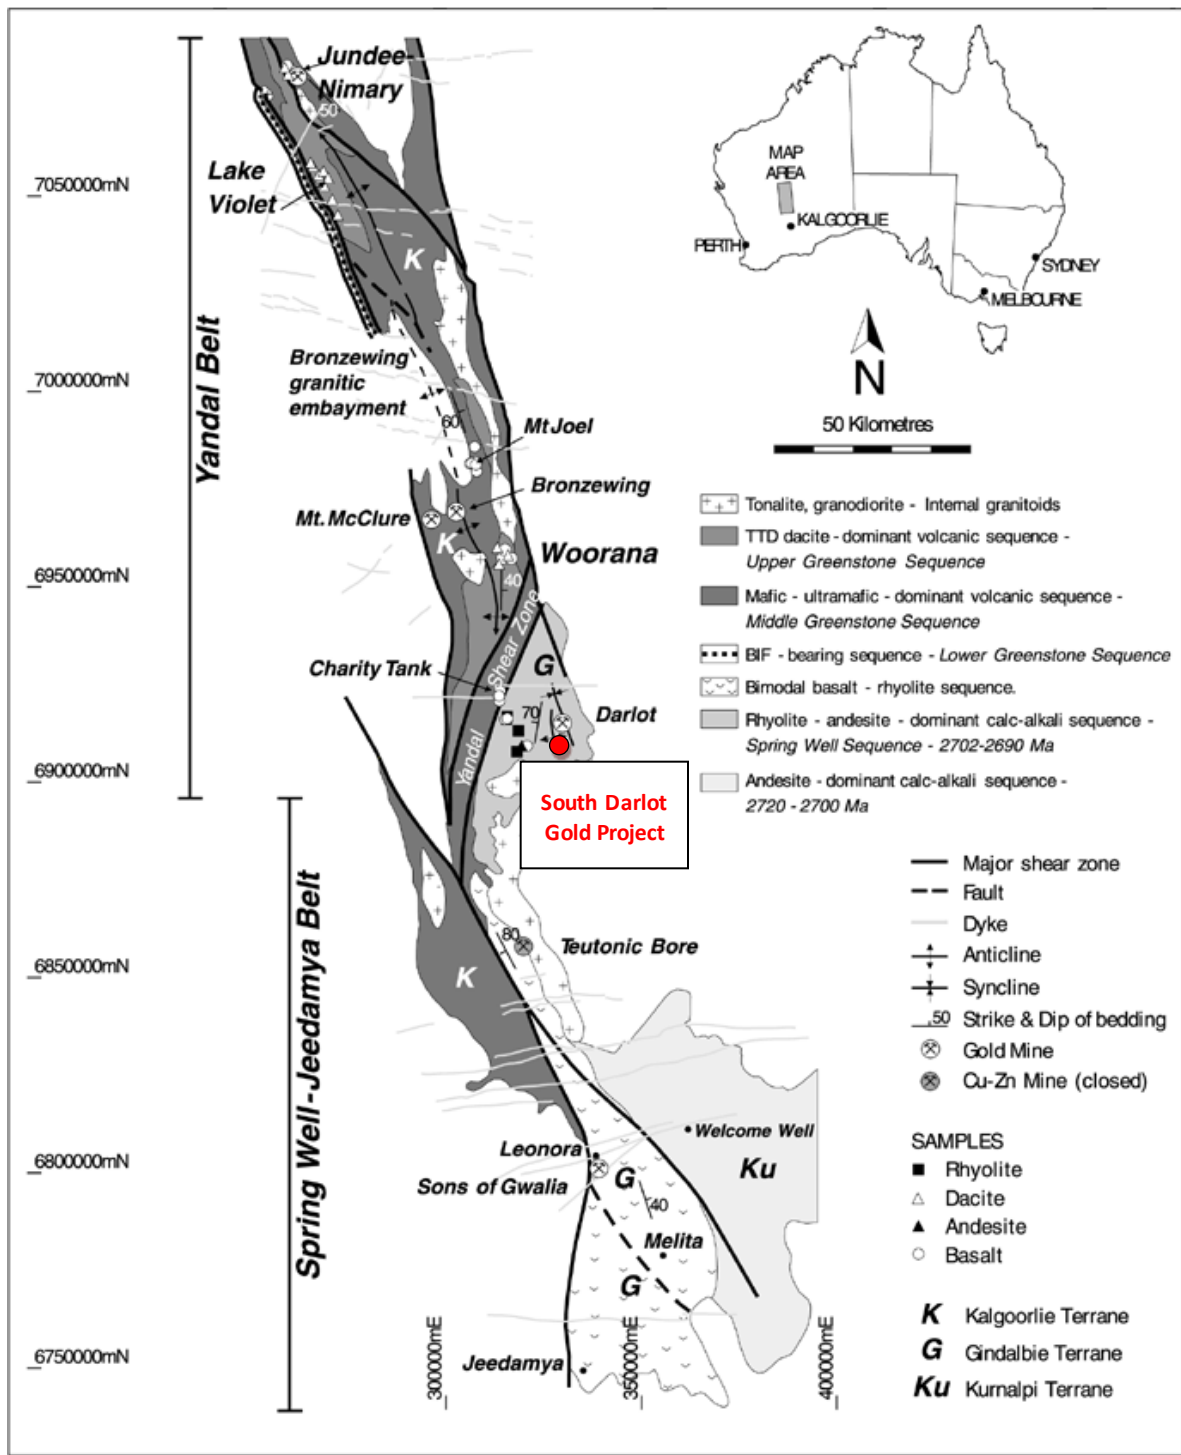 Jundee-
Nimary
50
Lake
Violet
7050000mN
K
Yandal Belt
7000000mN
Bronzewing
granitic
embayment
60
Mt Joel
Bronzewing
Mt. McClure
K
Woorana
40
6950000mN
Yandal Shear Zone
G
Charity Tank
70
Darlot
6900000mN
South Darlot
Gold Project
Spring Well-Jeedamya Belt
80
Teutonic Bore
K
6850000mN
Welcome Well
Leonora
Ku
6800000mN
Sons of Gwalia
G
40
Melita
G
Jeedamya
6750000mN
300000mE
350000mE
400000mE
MAP
AREA
KALGOORLIE
PERTH
SYDNEY
MELBOURNE
N
50 Kilometres
Tonalite, granodiorite - Internal granitoids
TTD dacite - dominant volcanic sequence -
Upper Greenstone Sequence
Mafic - ultramafic - dominant volcanic sequence -
Middle Greenstone Sequence
BIF - bearing sequence - Lower Greenstone Sequence
Bimodal basalt - rhyolite sequence.
Rhyolite - andesite - dominant calc-alkali sequence -
Spring Well Sequence - 2702-2690 Ma
Andesite - dominant calc-alkali sequence -
2720 - 2700 Ma
Major shear zone
Fault
Dyke
Anticline
Syncline
50 Strike & Dip of bedding
Gold Mine
Cu-Zn Mine (closed)
SAMPLES
Rhyolite
Dacite
Andesite
Basalt
K Kalgoorlie Terrane
G Gindalbie Terrane
Ku Kurnalpi Terrane